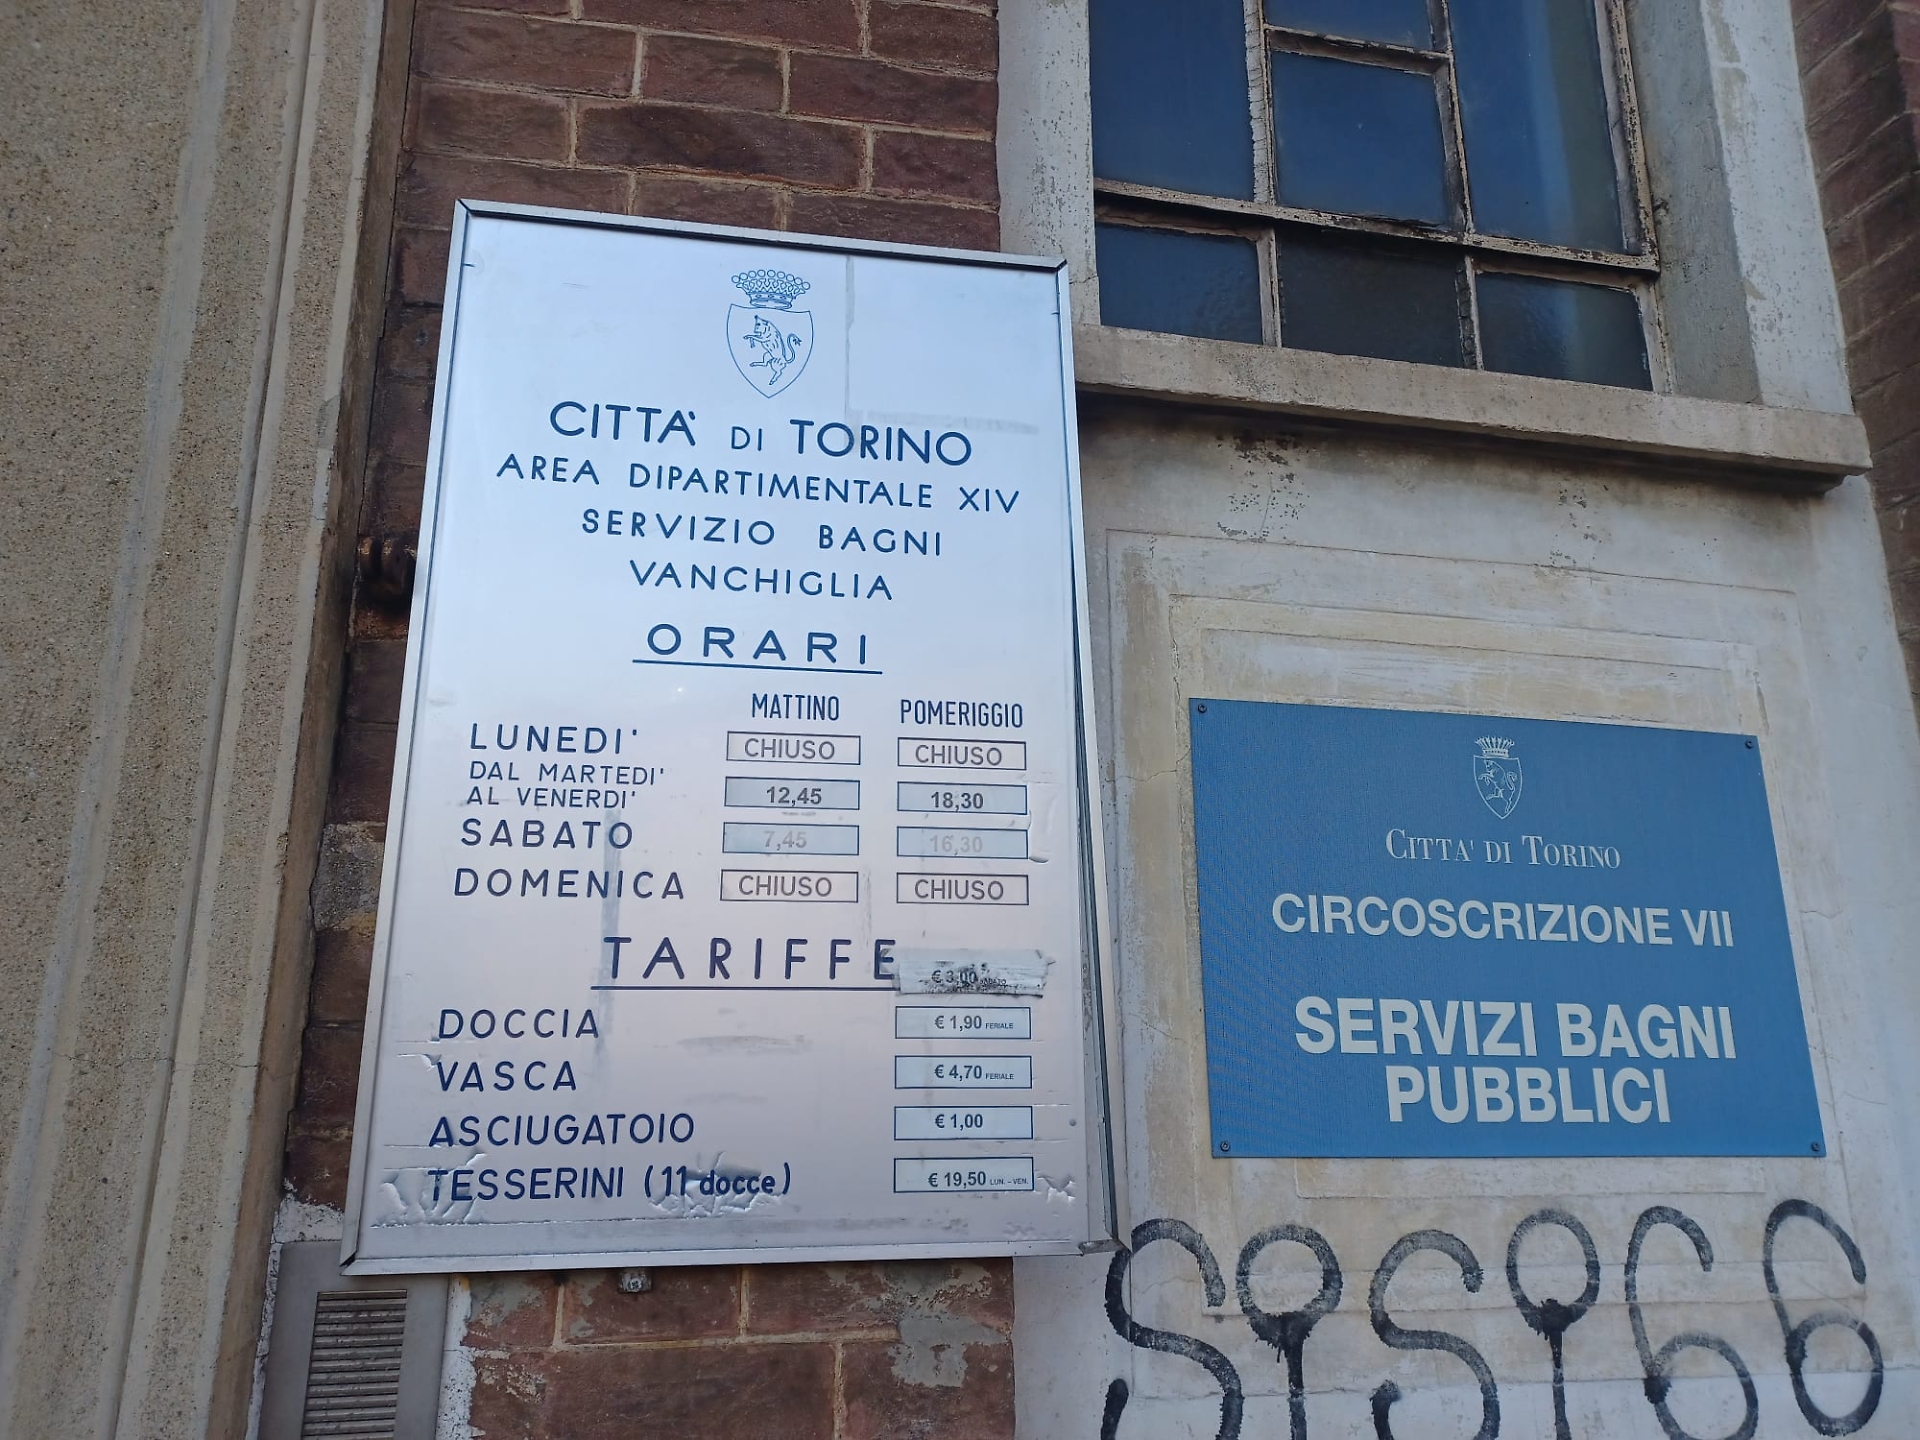 CITTA' DI TORINO
AREA DIPARTIMENTALE XIV
SERVIZIO BAGNI
VANCHIGLIA
ORARI
MATTINO POMERIGGIO
LUNEDI' CHIUSO CHIUSO
DAL MARTEDI'
AL VENERDI' 12,45 18,30
SABATO 7,45 16,30
DOMENICA CHIUSO CHIUSO
TARIFFE € 3,00
DOCCIA € 1,90 FERIALE
VASCA € 4,70 FERIALE
ASCIUGATOIO € 1,00
TESSERINI (11 docce) € 19,50 LUN. - VEN.
CITTA' DI TORINO
CIRCOSCRIZIONE VII
SERVIZI BAGNI
PUBBLICI
SiSi66